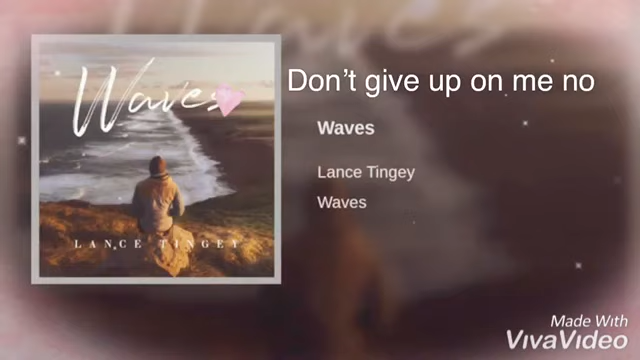 Waves
LANCE TINGEY
Don't give up on me no
Waves
Lance Tingey
Waves
Made With
VivaVideo